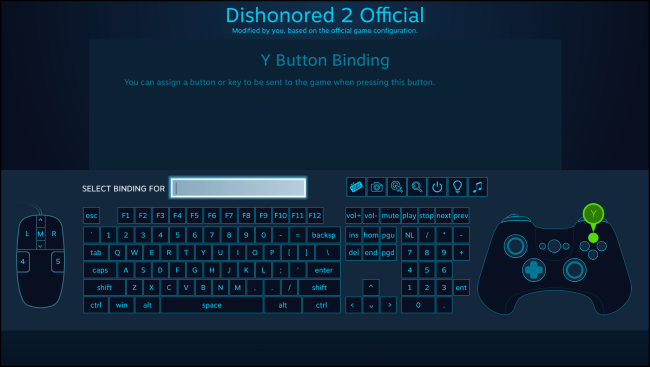 Dishonored 2 Official
Modified by you, based on the official game configuration.
Y Button Binding
You can assign a button or key to be sent to the game when pressing this button.
SELECT BINDING FOR
Y
esc F1 F2 F3 F4 F5 F6 F7 F8 F9 F10 F11 F12 vol+ vol- mute play stop next prev
` 1 2 3 4 5 6 7 8 9 0 - = backsp ins hom pgu NL / * -
L M R
tab Q W E R T Y U I O P [ ] \ del end pgd 7 8 9 +
4 5
caps A S D F G H J K L ; ' enter 4 5 6
shift Z X C V B N M , . / shift ^ 1 2 3 ent
ctrl win alt space alt ctrl < v > 0 .